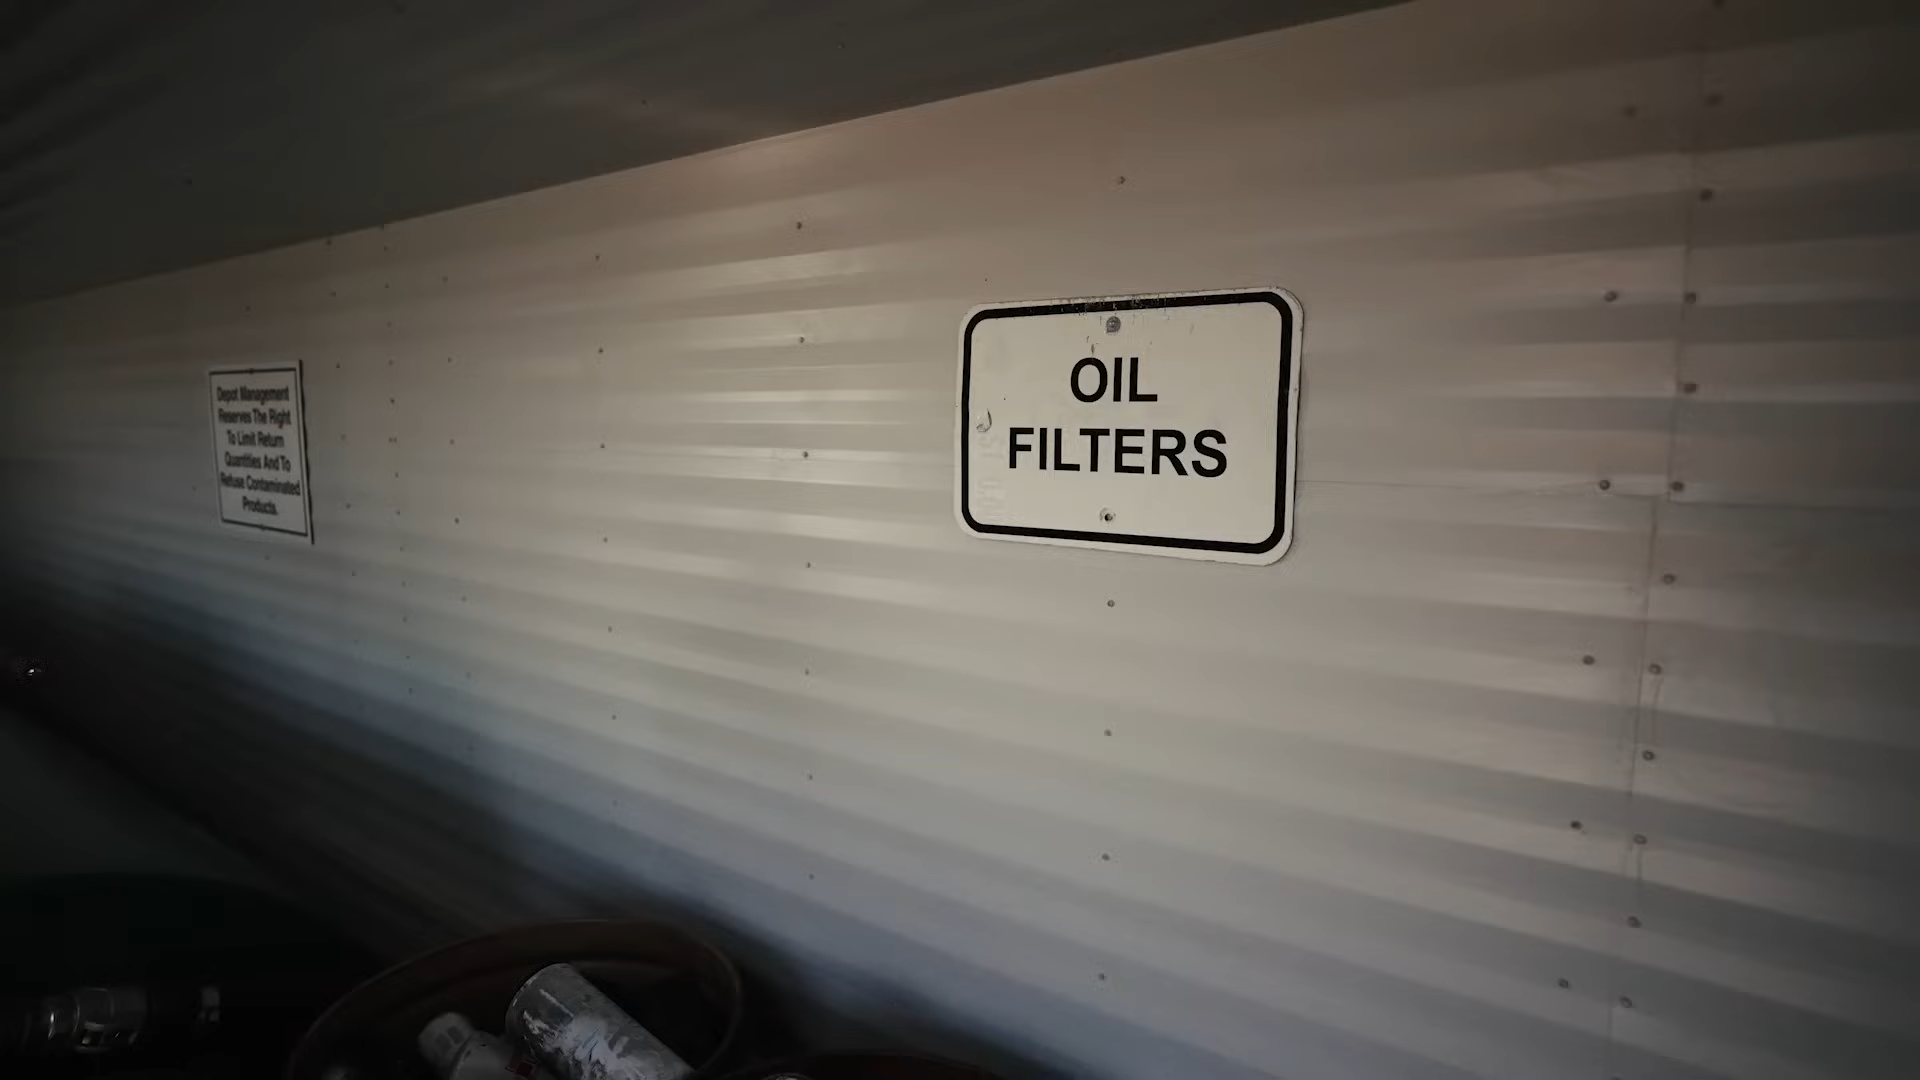 Depot Management
Reserves The Right
To Limit Return
Quantities And To
Refuse Contaminated
Products.
OIL
FILTERS